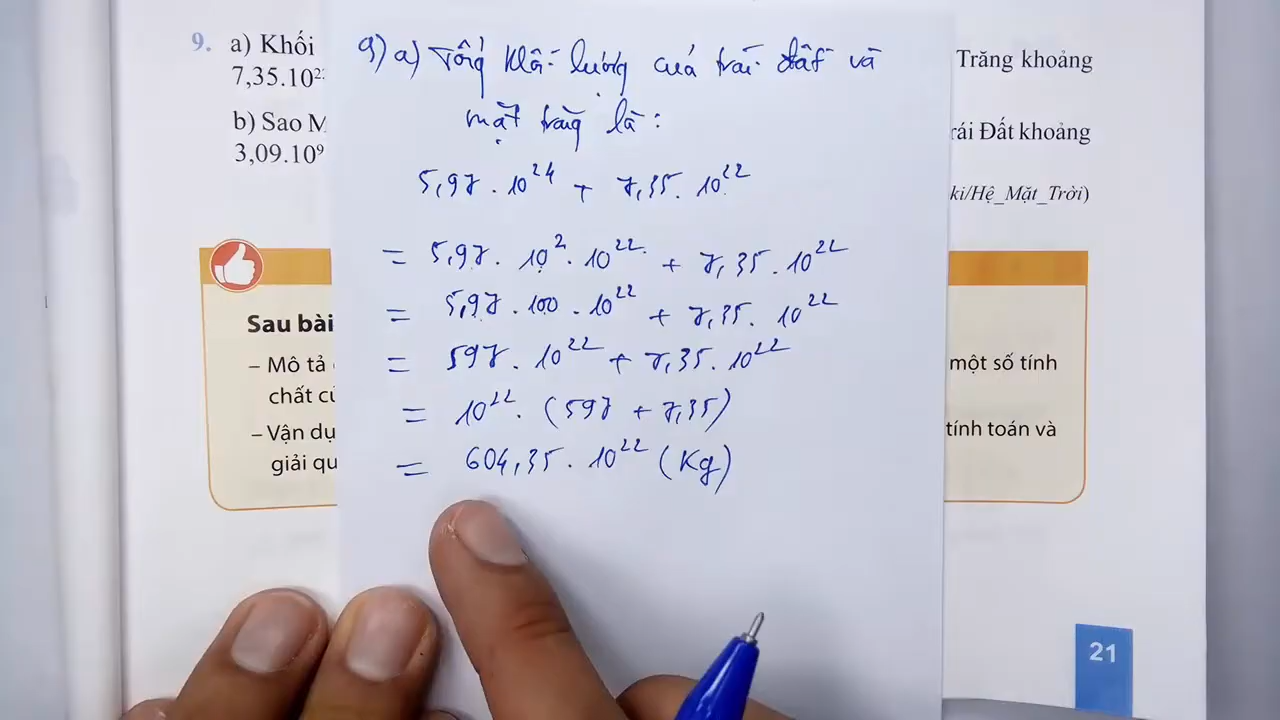 9. a) Khối
7,35.10²²
Trăng khoảng
b) Sao M
3,09.10⁹
rái Đất khoảng
ki/Hệ_Mặt_Trời)
9) a) Tổng khối lượng của trái đất và
mặt trăng là:
5,97 . 10²⁴ + 7,35 . 10²²
= 5,97 . 10² . 10²² + 7,35 . 10²²
= 5,97 . 100 . 10²² + 7,35 . 10²²
= 597 . 10²² + 7,35 . 10²²
= 10²² . (597 + 7,35)
= 604,35 . 10²² (Kg)
Sau bài
– Mô tả
một số tính
chất củ
– Vận dụ
tính toán và
giải qu
21